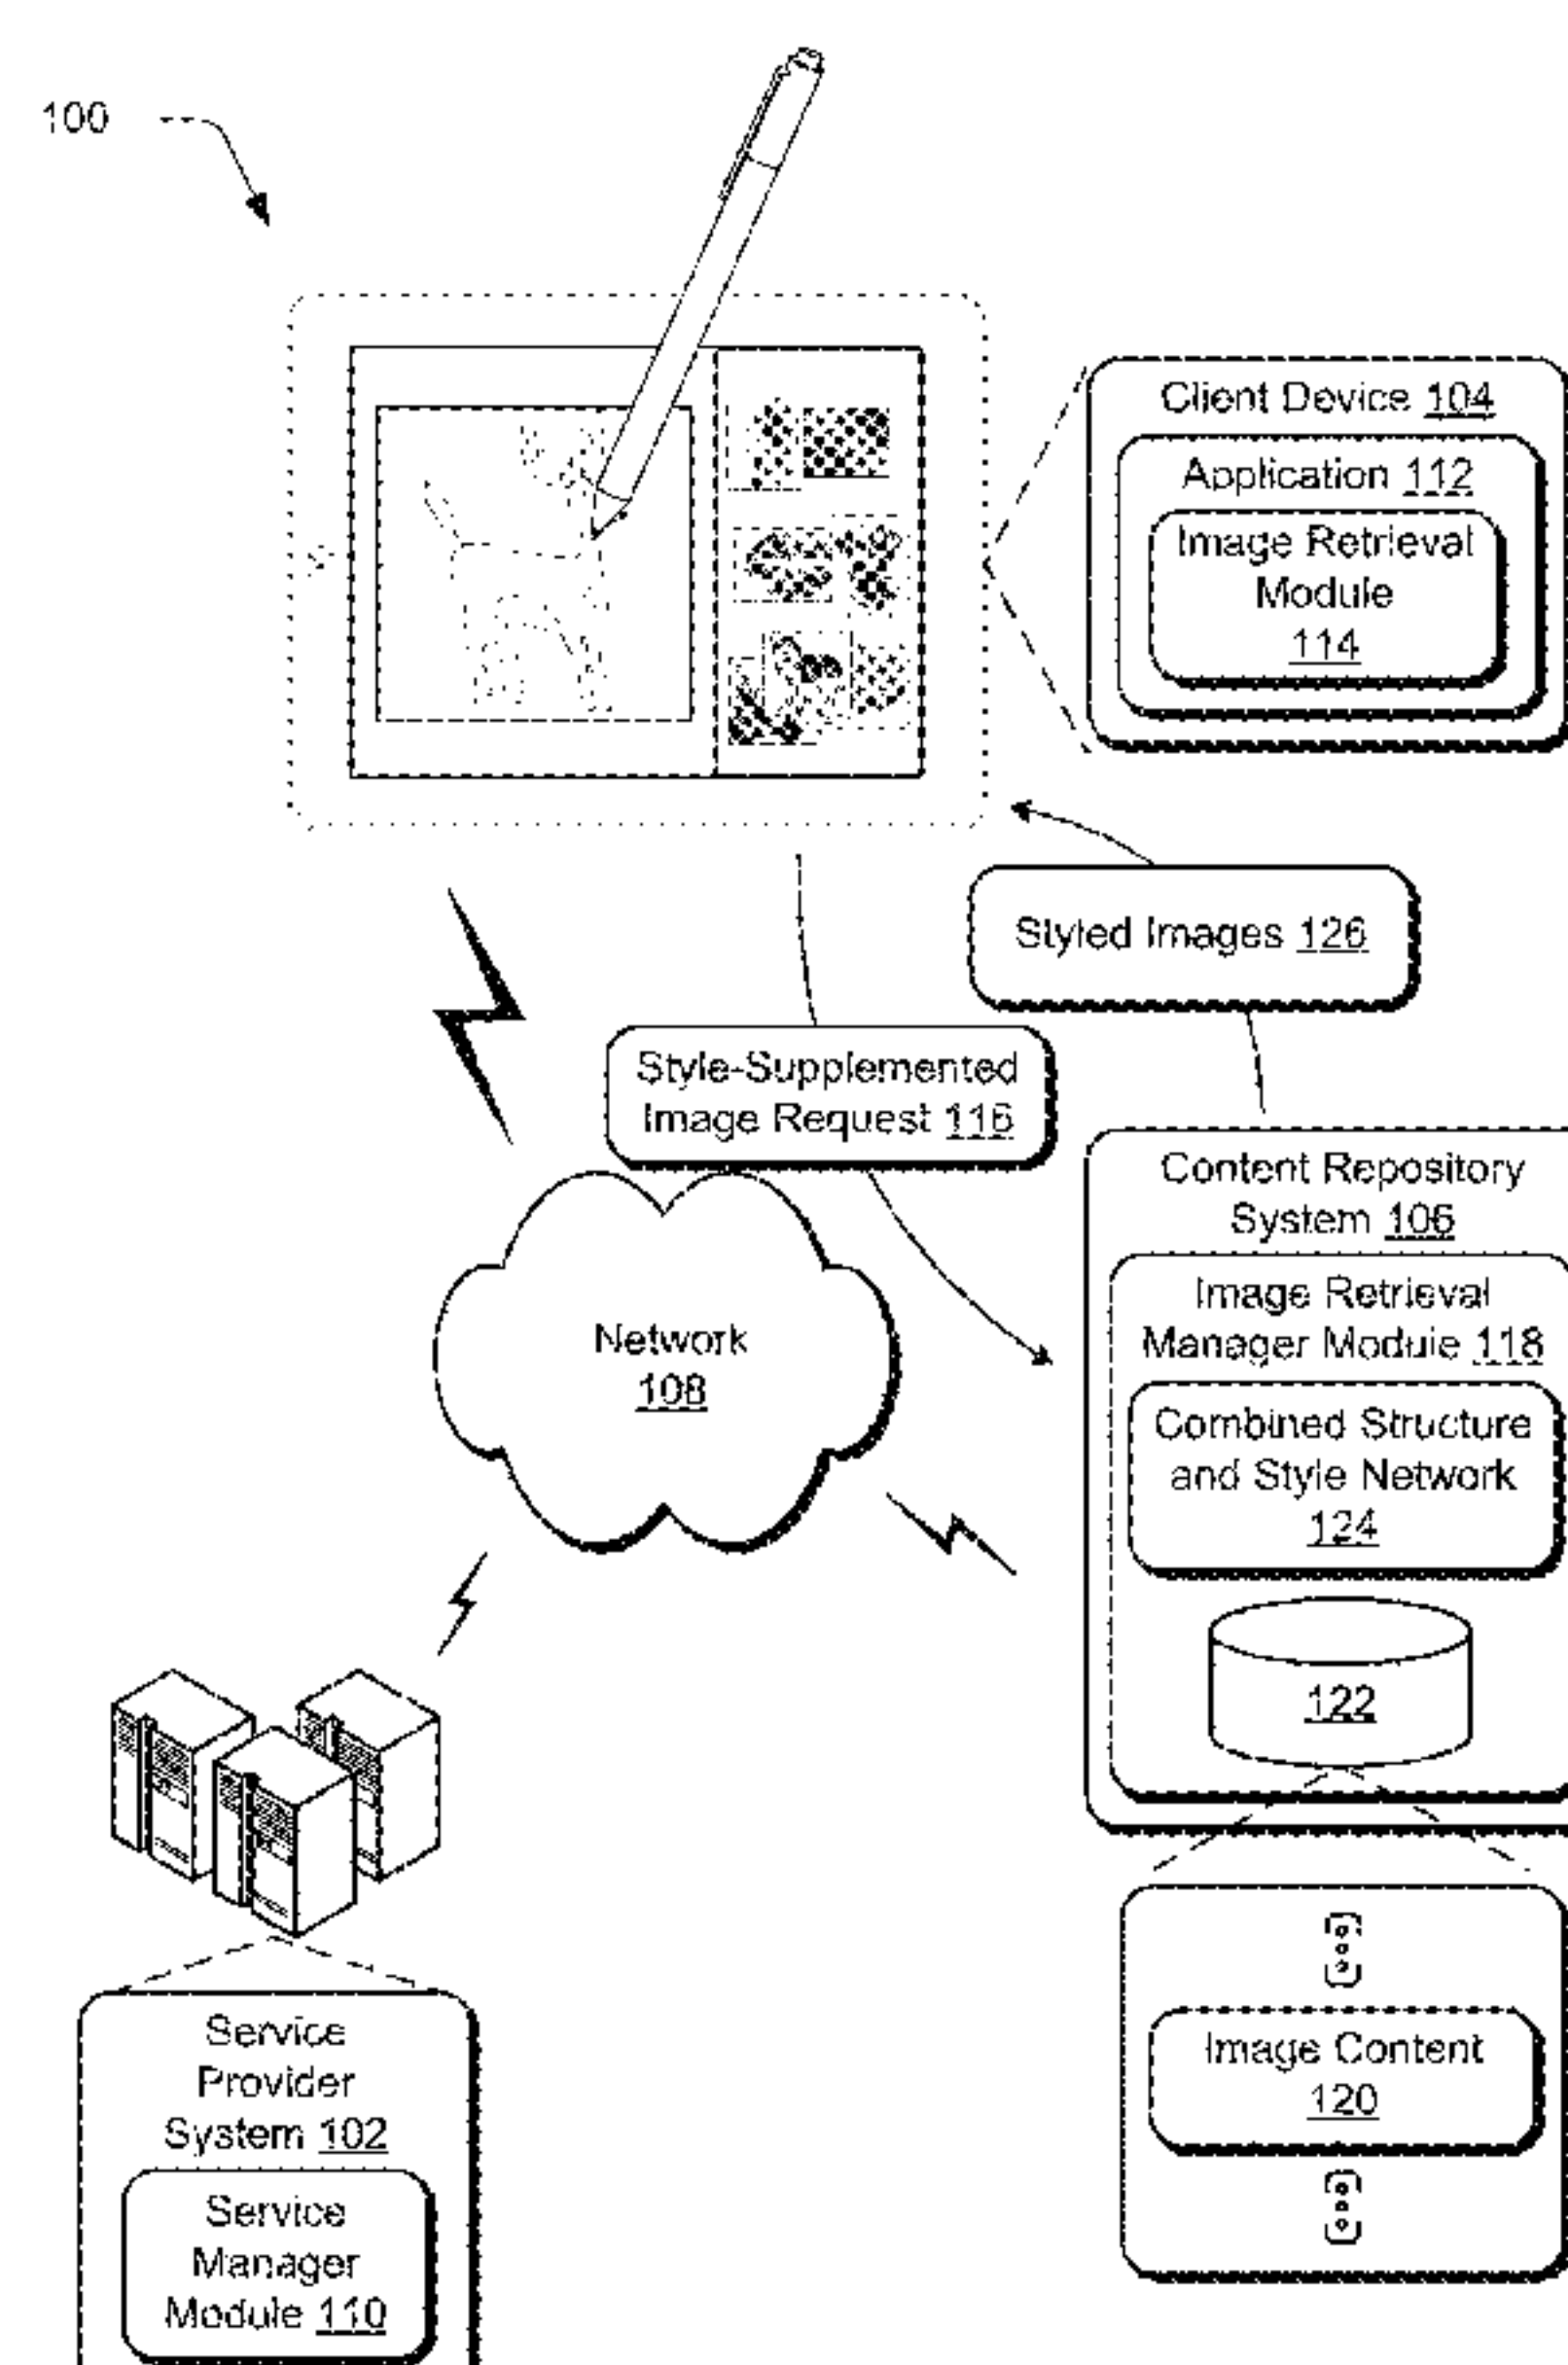 100
Client Device 104
Application 112
Image Retrieval
Module
114
Styled Images 126
Style-Supplemented
Image Request 116
Content Repository
System 106
Image Retrieval
Manager Module 118
Combined Structure
and Style Network
124
122
Network
108
Service
Provider
System 102
Service
Manager
Module 110
Image Content
120